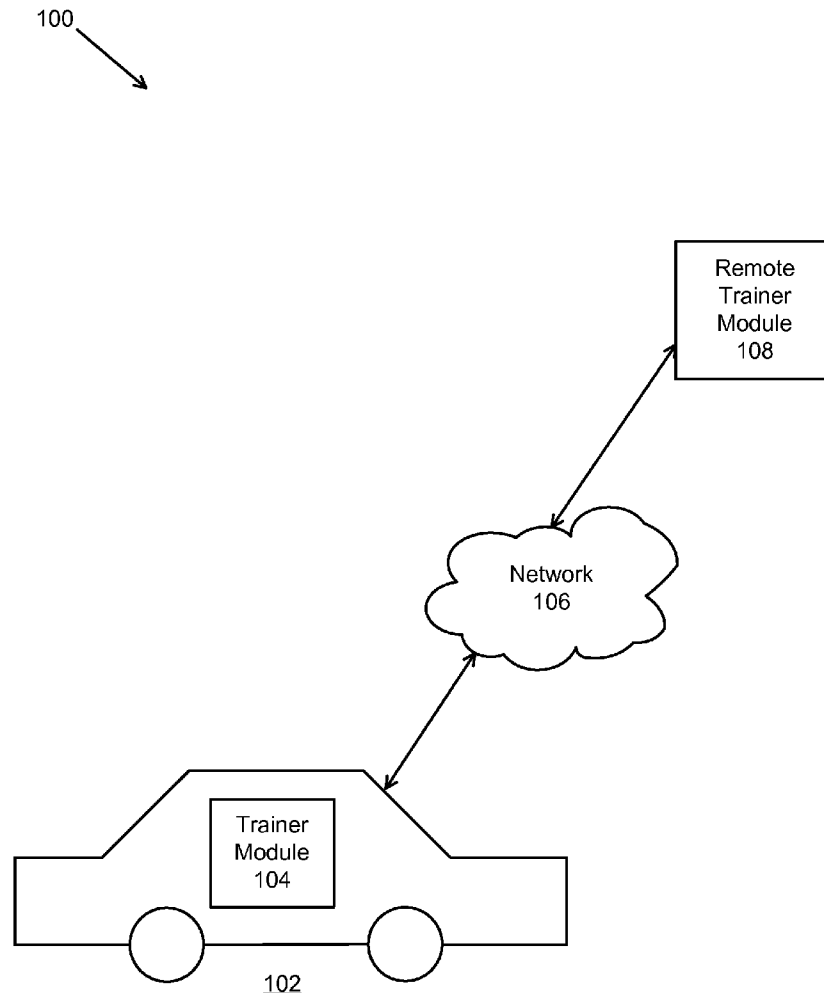 100
Remote
Trainer
Module
108
Network
106
Trainer
Module
104
102